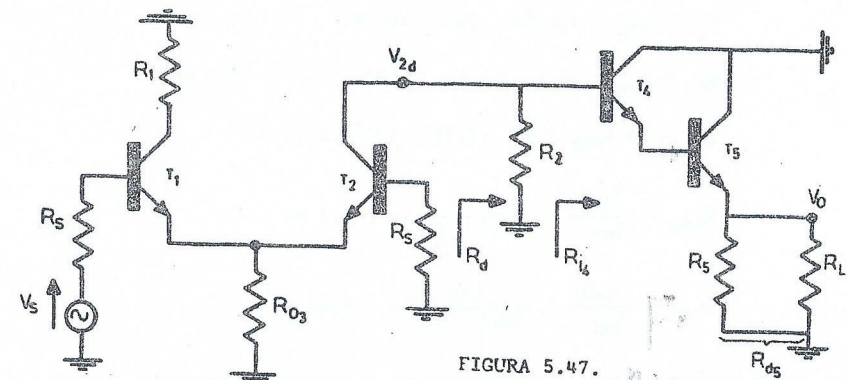 R1
T1
RS
VS
RO3
T2
RS
V2d
R2
Rd
Ri4
T4
T5
VO
R5
RL
Rd5
FIGURA 5.47.